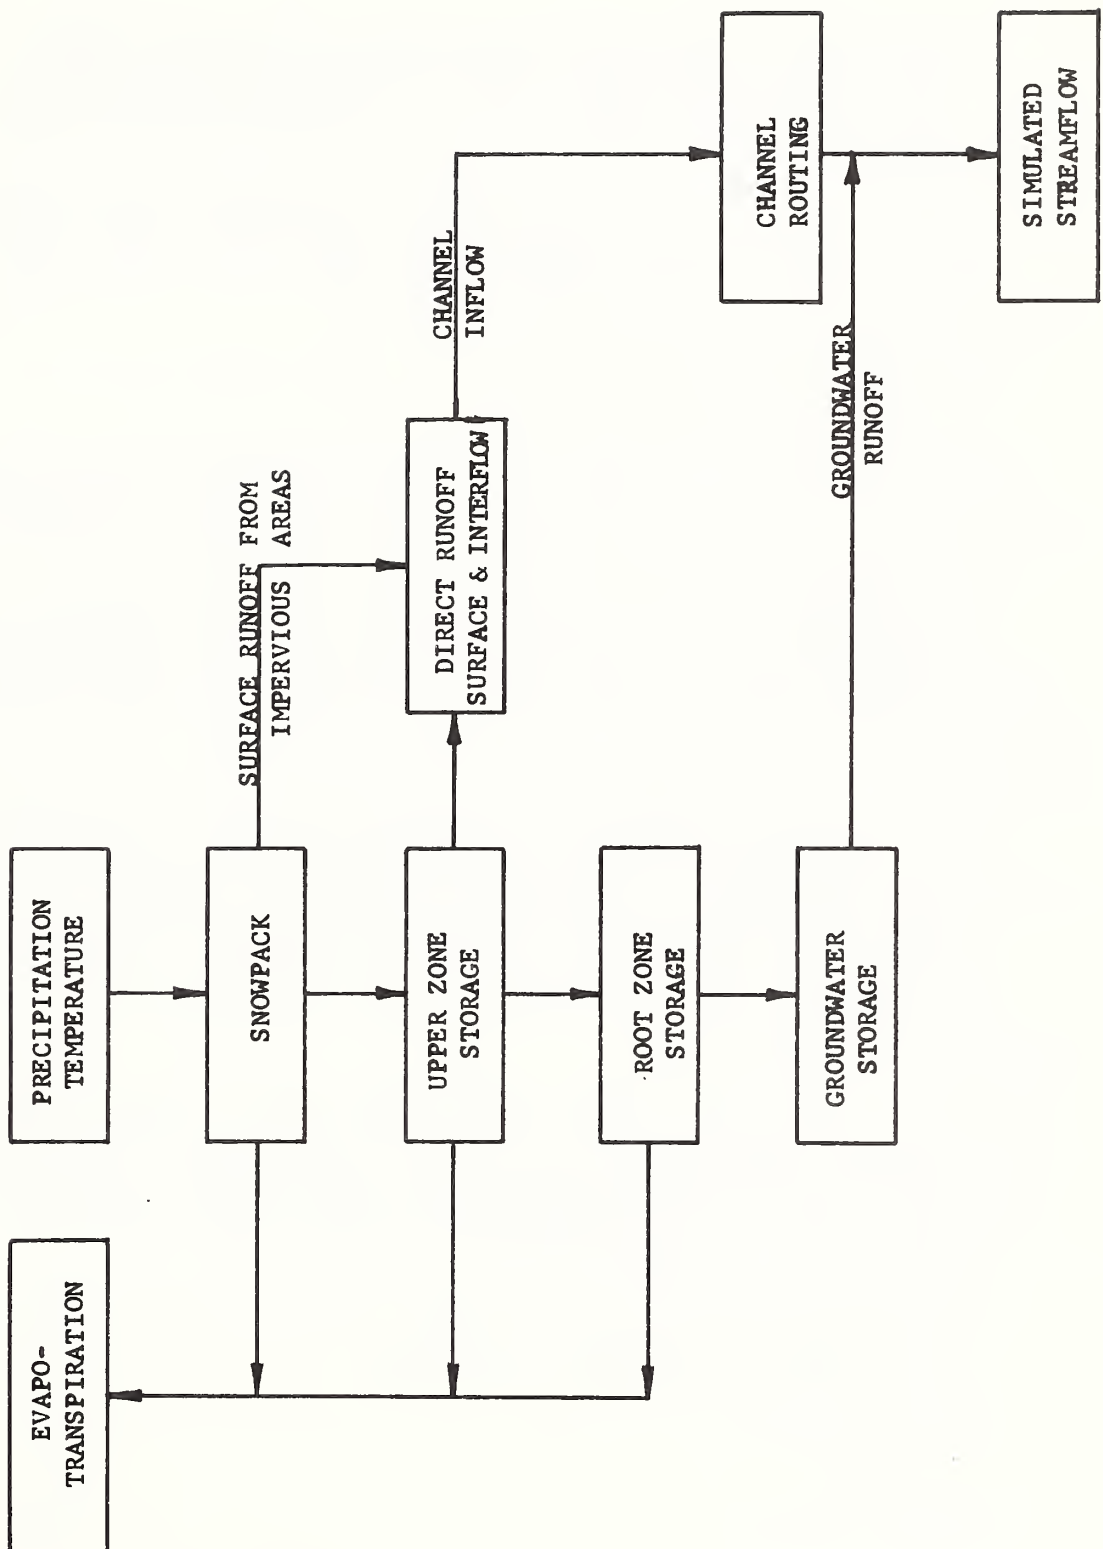 EVAPO-
TRANSPIRATION
PRECIPITATION
TEMPERATURE
SNOWPACK
SURFACE RUNOFF FROM
IMPERVIOUS AREAS
UPPER ZONE
STORAGE
DIRECT RUNOFF
SURFACE & INTERFLOW
CHANNEL
INFLOW
ROOT ZONE
STORAGE
CHANNEL
ROUTING
GROUNDWATER
STORAGE
GROUNDWATER
RUNOFF
SIMULATED
STREAMFLOW